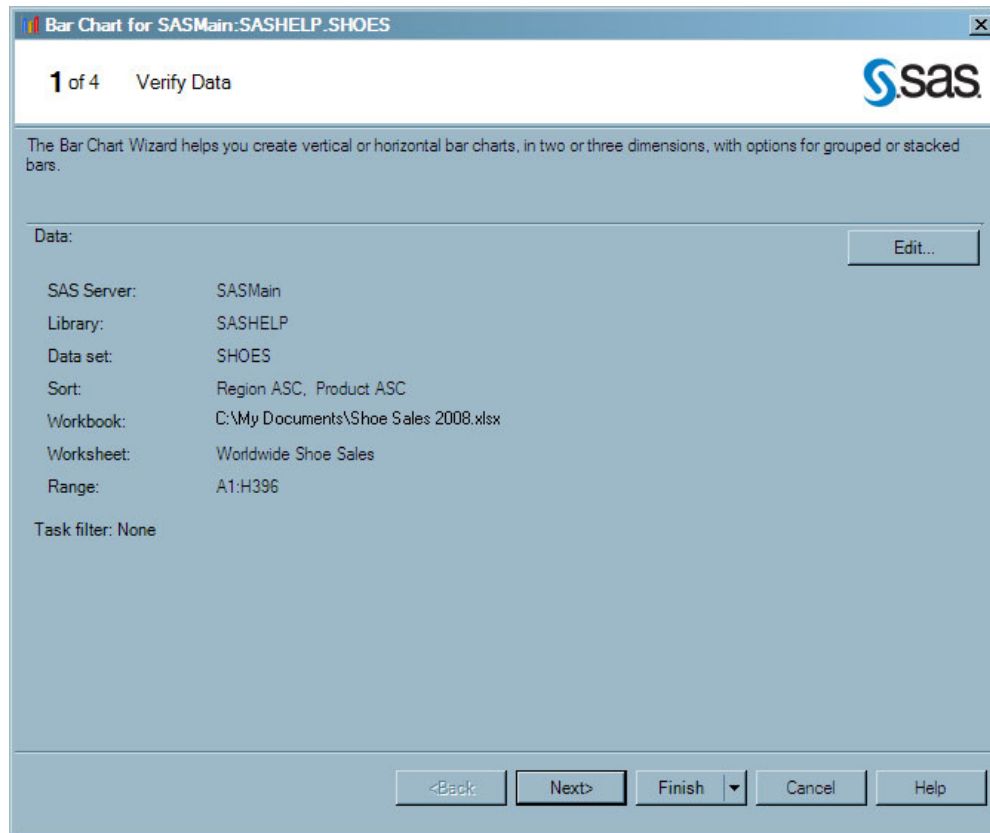 Bar Chart for SASMain:SASHELP.SHOES
1 of 4 Verify Data
sas
The Bar Chart Wizard helps you create vertical or horizontal bar charts, in two or three dimensions, with options for grouped or stacked
bars.
Data:
Edit...
SAS Server: SASMain
Library: SASHELP
Data set: SHOES
Sort: Region ASC, Product ASC
Workbook: C:\My Documents\Shoe Sales 2008.xlsx
Worksheet: Worldwide Shoe Sales
Range: A1:H396
Task filter: None
<Back Next> Finish Cancel Help